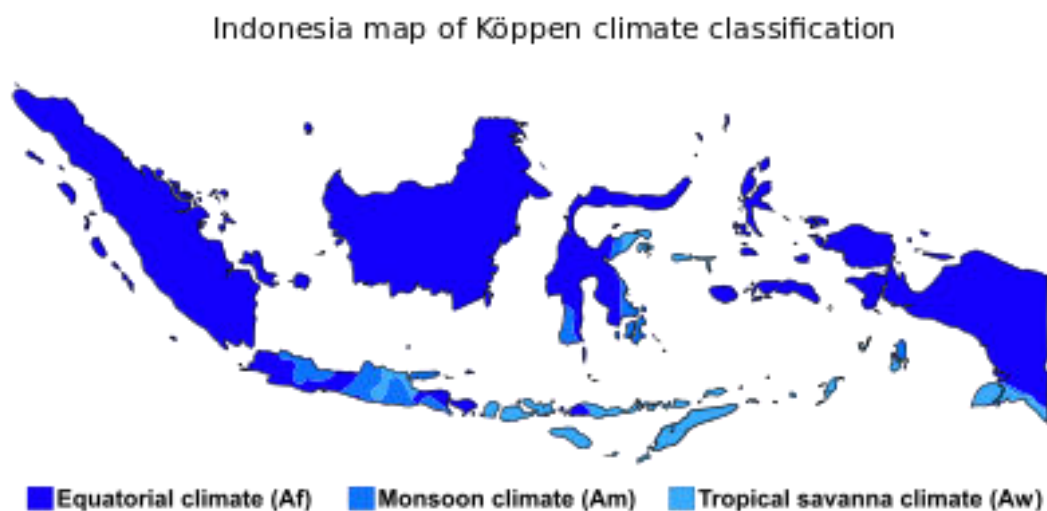 Indonesia map of Köppen climate classification
Equatorial climate (Af) Monsoon climate (Am) Tropical savanna climate (Aw)